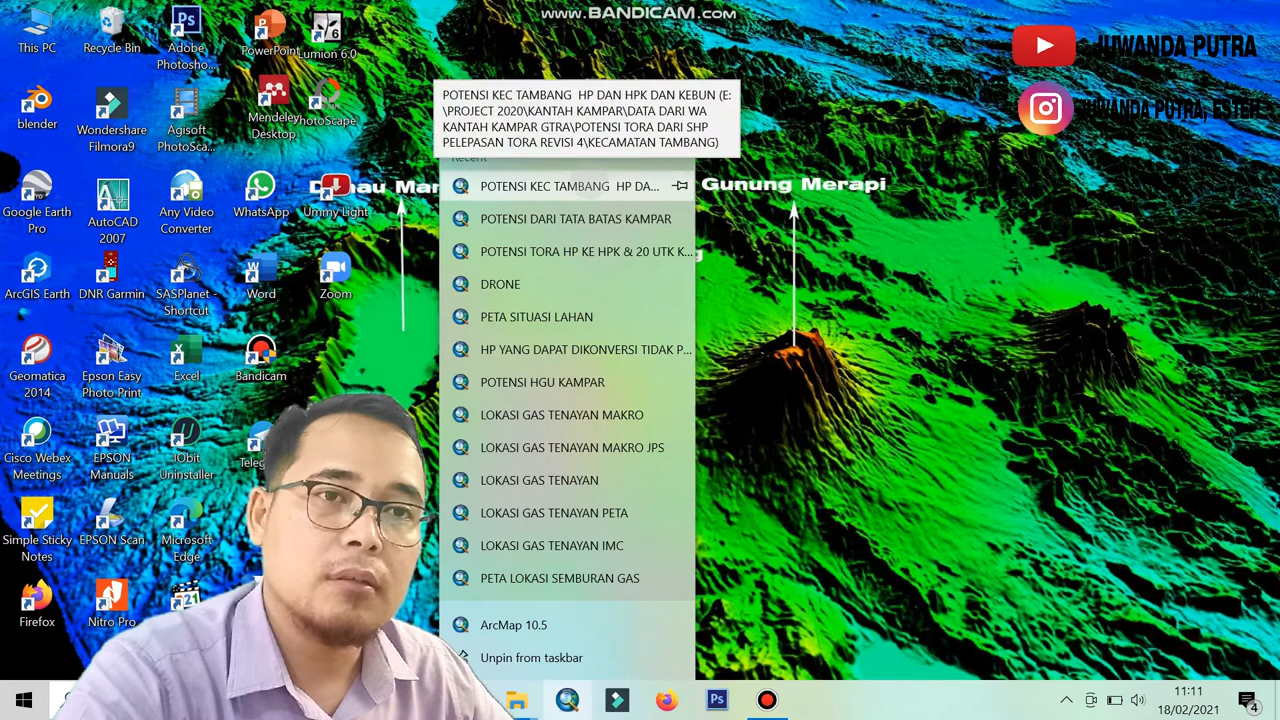 www.BANDICAM.com
This PC
Recycle Bin
Adobe
Photosho...
PowerPoint
Lumion 6.0
JUWANDA PUTRA
blender
Wondershare
Filmora9
Agisoft
PhotoSca...
Mendeley
Desktop
PhotoScape
JUWANDA PUTRA, ESTEH
POTENSI KEC TAMBANG  HP DAN HPK DAN KEBUN (E:
\PROJECT 2020\KANTAH KAMPAR\DATA DARI WA
KANTAH KAMPAR GTRA\POTENSI TORA DARI SHP
PELEPASAN TORA REVISI 4\KECAMATAN TAMBANG)
Recent
POTENSI KEC TAMBANG  HP DA...
POTENSI DARI TATA BATAS KAMPAR
POTENSI TORA HP KE HPK & 20 UTK K...
DRONE
PETA SITUASI LAHAN
HP YANG DAPAT DIKONVERSI TIDAK P...
POTENSI HGU KAMPAR
LOKASI GAS TENAYAN MAKRO
LOKASI GAS TENAYAN MAKRO JPS
LOKASI GAS TENAYAN
LOKASI GAS TENAYAN PETA
LOKASI GAS TENAYAN IMC
PETA LOKASI SEMBURAN GAS
ArcMap 10.5
Unpin from taskbar
Gunung Merapi
Google Earth
Pro
AutoCAD
2007
Any Video
Converter
WhatsApp
Ummy Light
ArcGIS Earth
DNR Garmin
SASPlanet -
Shortcut
Word
Zoom
Geomatica
2014
Epson Easy
Photo Print
Excel
Bandicam
Cisco Webex
Meetings
EPSON
Manuals
IObit
Uninstaller
Simple Sticky
Notes
EPSON Scan
Microsoft
Edge
Firefox
Nitro Pro
321
Ps
11:11
18/02/2021
4